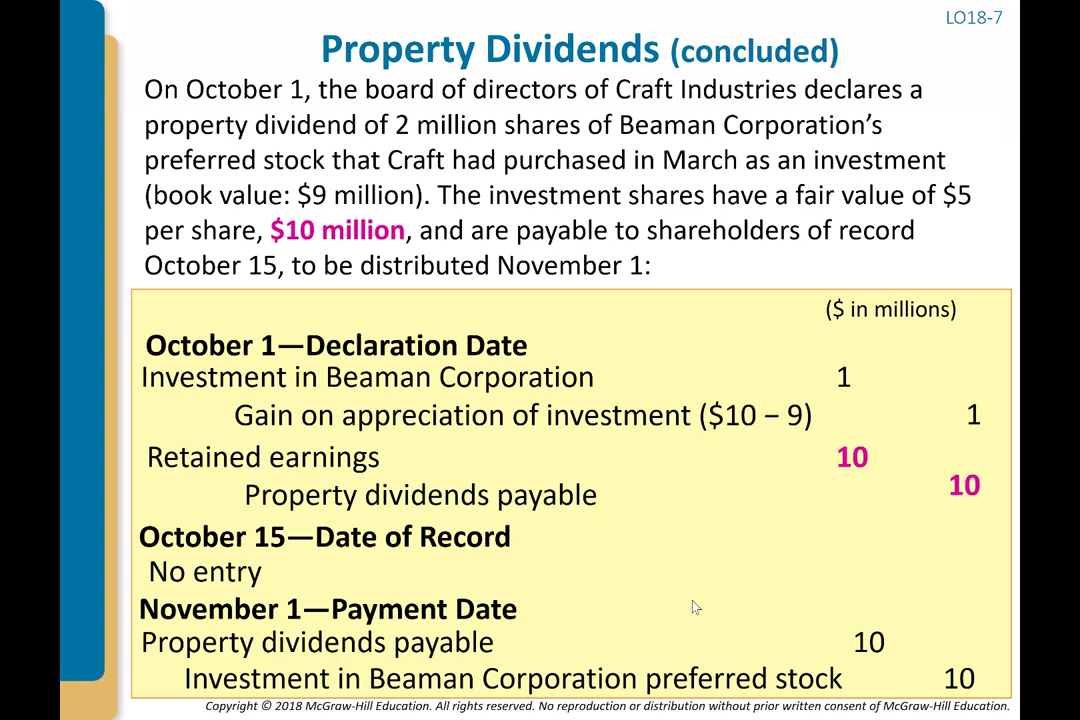 LO18-7
Property Dividends (concluded)
On October 1, the board of directors of Craft Industries declares a
property dividend of 2 million shares of Beaman Corporation’s
preferred stock that Craft had purchased in March as an investment
(book value: $9 million). The investment shares have a fair value of $5
per share, $10 million, and are payable to shareholders of record
October 15, to be distributed November 1:
($ in millions)
October 1—Declaration Date
Investment in Beaman Corporation 1
Gain on appreciation of investment ($10 − 9) 1
Retained earnings 10
Property dividends payable 10
October 15—Date of Record
No entry
November 1—Payment Date
Property dividends payable 10
Investment in Beaman Corporation preferred stock 10
Copyright © 2018 McGraw-Hill Education. All rights reserved. No reproduction or distribution without prior written consent of McGraw-Hill Education.